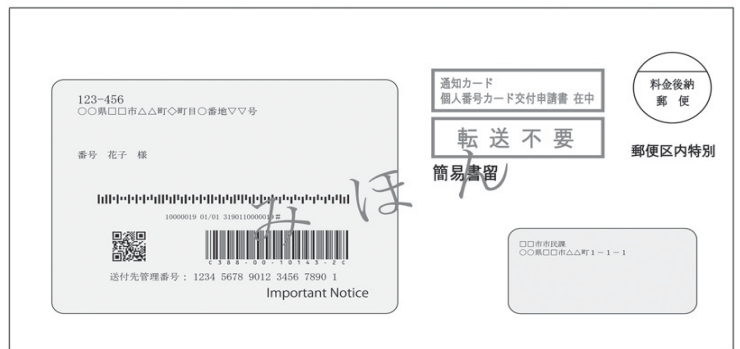 123-456
○○県□□市△△町◇町目○番地▽▽号
番号 花子 様
10000019 01/01 3190110000019#
C388-00-10143-2C
送付先管理番号： 1234 5678 9012 3456 7890 1
Important Notice
通知カード
個人番号カード交付申請書 在中
転送不要
簡易書留
料金後納
郵便
郵便区内特別
みほん
□□市市民課
○○県□□市△△町1－1－1